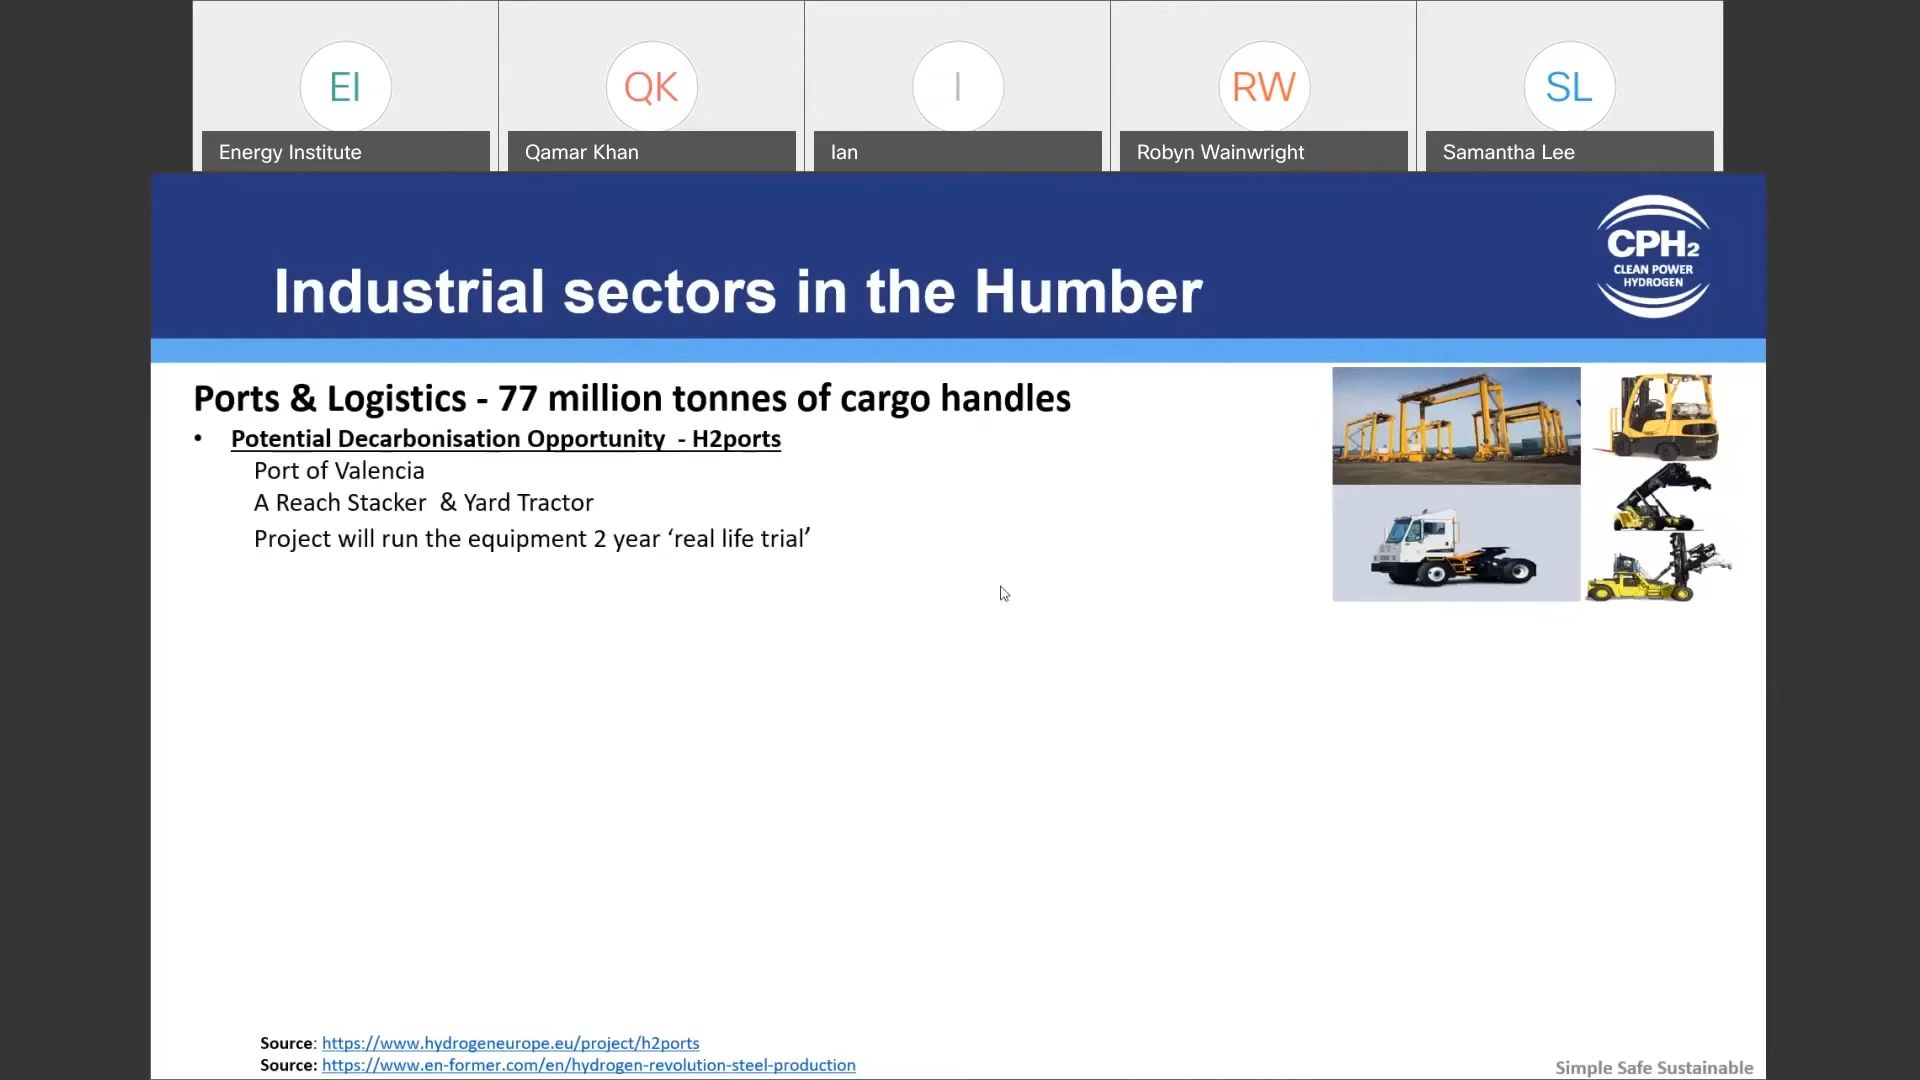 EI
QK
I
RW
SL
Energy Institute
Qamar Khan
Ian
Robyn Wainwright
Samantha Lee
Industrial sectors in the Humber
CPH2
CLEAN POWER
HYDROGEN
Ports & Logistics - 77 million tonnes of cargo handles
• Potential Decarbonisation Opportunity - H2ports
Port of Valencia
A Reach Stacker & Yard Tractor
Project will run the equipment 2 year ‘real life trial’
Source: https://www.hydrogeneurope.eu/project/h2ports
Source: https://www.en-former.com/en/hydrogen-revolution-steel-production
Simple Safe Sustainable